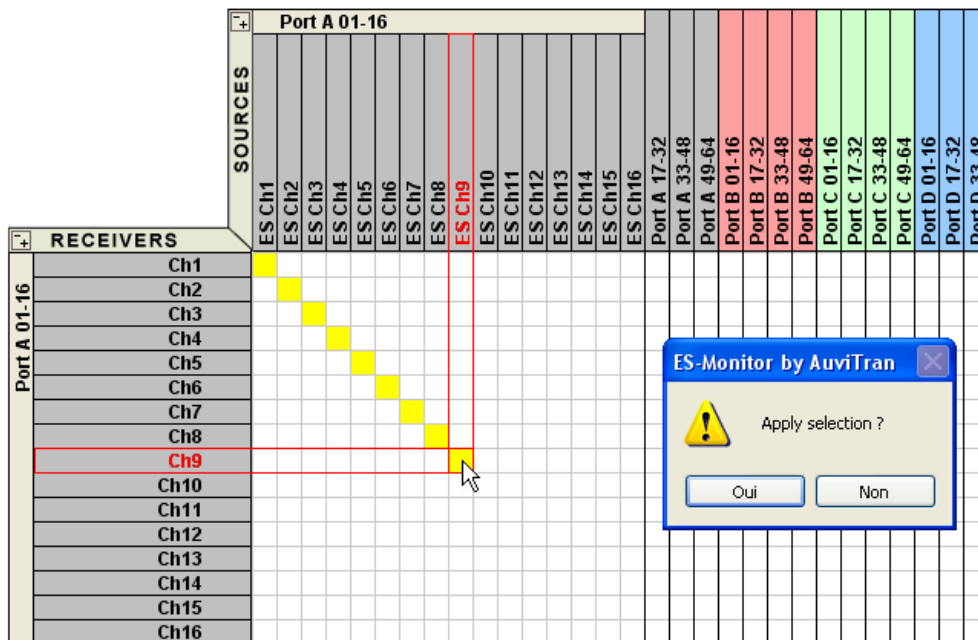 Port A 01-16
SOURCES
ES Ch1
ES Ch2
ES Ch3
ES Ch4
ES Ch5
ES Ch6
ES Ch7
ES Ch8
ES Ch9
ES Ch10
ES Ch11
ES Ch12
ES Ch13
ES Ch14
ES Ch15
ES Ch16
Port A 17-32
Port A 33-48
Port A 49-64
Port B 01-16
Port B 17-32
Port B 33-48
Port B 49-64
Port C 01-16
Port C 17-32
Port C 33-48
Port C 49-64
Port D 01-16
Port D 17-32
Port D 33-48
RECEIVERS
Port A 01-16
Ch1
Ch2
Ch3
Ch4
Ch5
Ch6
Ch7
Ch8
Ch9
Ch10
Ch11
Ch12
Ch13
Ch14
Ch15
Ch16
ES-Monitor by AuviTran
Apply selection ?
Oui
Non